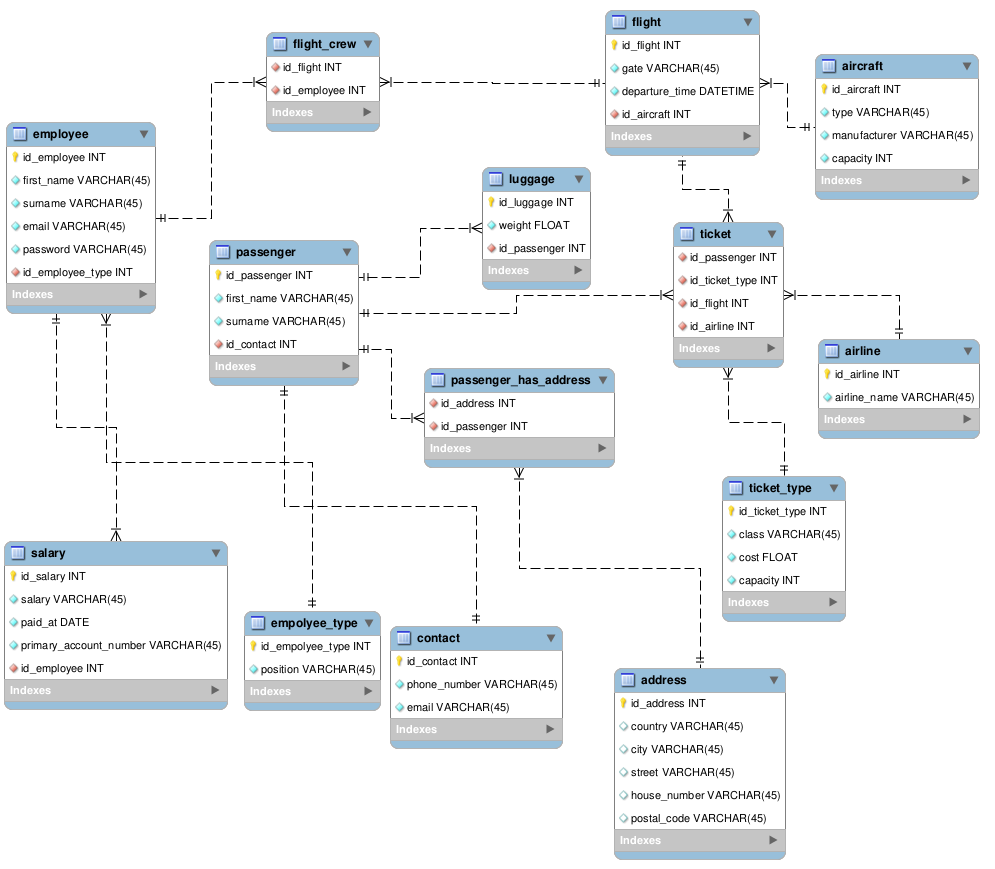 flight_crew
id_flight INT
id_employee INT
Indexes
flight
id_flight INT
gate VARCHAR(45)
departure_time DATETIME
id_aircraft INT
Indexes
aircraft
id_aircraft INT
type VARCHAR(45)
manufacturer VARCHAR(45)
capacity INT
Indexes
employee
id_employee INT
first_name VARCHAR(45)
surname VARCHAR(45)
email VARCHAR(45)
password VARCHAR(45)
id_employee_type INT
Indexes
luggage
id_luggage INT
weight FLOAT
id_passenger INT
Indexes
passenger
id_passenger INT
first_name VARCHAR(45)
surname VARCHAR(45)
id_contact INT
Indexes
ticket
id_passenger INT
id_ticket_type INT
id_flight INT
id_airline INT
Indexes
airline
id_airline INT
airline_name VARCHAR(45)
Indexes
passenger_has_address
id_address INT
id_passenger INT
Indexes
ticket_type
id_ticket_type INT
class VARCHAR(45)
cost FLOAT
capacity INT
Indexes
salary
id_salary INT
salary VARCHAR(45)
paid_at DATE
primary_account_number VARCHAR(45)
id_employee INT
Indexes
empolyee_type
id_empolyee_type INT
position VARCHAR(45)
Indexes
contact
id_contact INT
phone_number VARCHAR(45)
email VARCHAR(45)
Indexes
address
id_address INT
country VARCHAR(45)
city VARCHAR(45)
street VARCHAR(45)
house_number VARCHAR(45)
postal_code VARCHAR(45)
Indexes